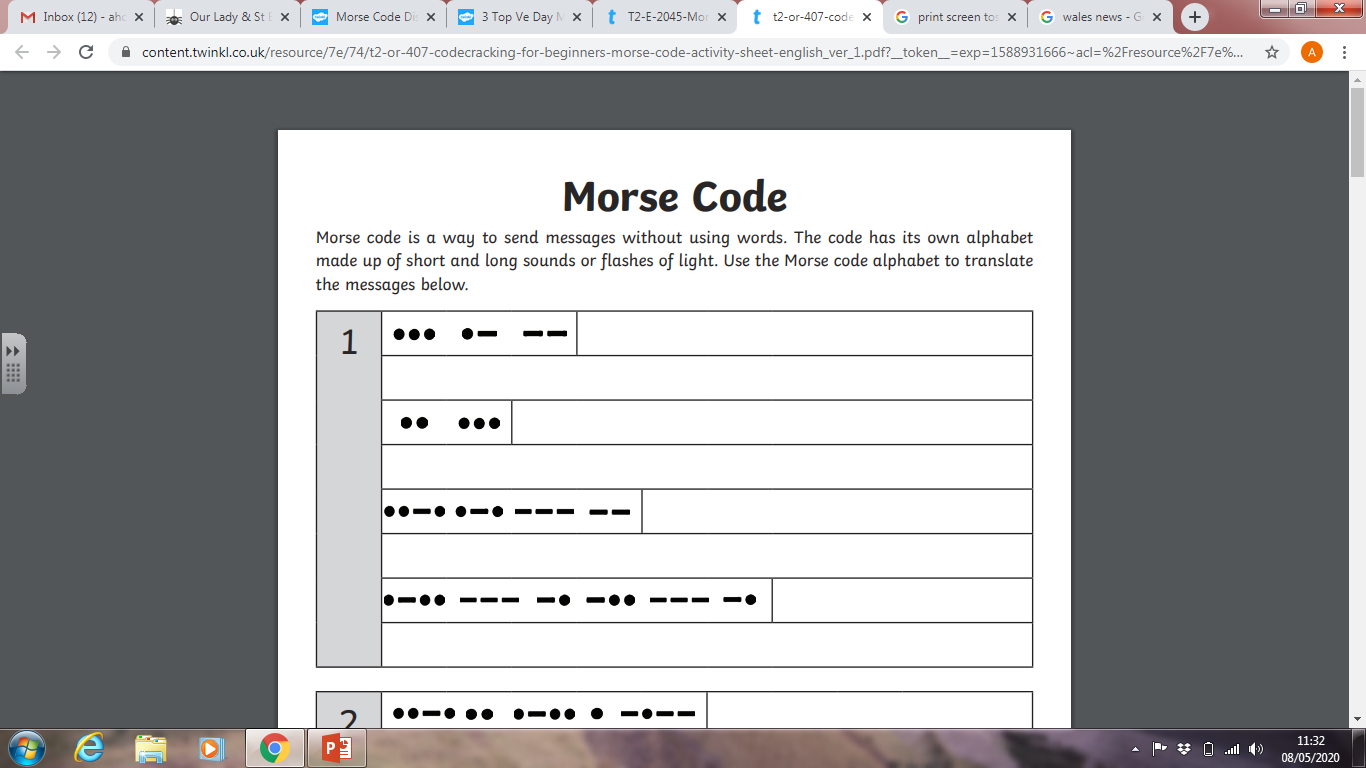 Inbox (12) - aho
Our Lady & St E
Morse Code Dis
3 Top Ve Day M
T2-E-2045-Mor
t2-or-407-code
print screen tos
wales news - Go
content.twinkl.co.uk/resource/7e/74/t2-or-407-codecracking-for-beginners-morse-code-activity-sheet-english_ver_1.pdf?__token__=exp=1588931666~acl=%2Fresource%2F7e%...
A
Morse Code
Morse code is a way to send messages without using words. The code has its own alphabet
made up of short and long sounds or flashes of light. Use the Morse code alphabet to translate
the messages below.
1
••• •− −−
•• •••
••−• •−• −−− −−
•−•• −−− −• −•• −−− −•
2
••−• •• •−•• • −•−−
11:32
08/05/2020